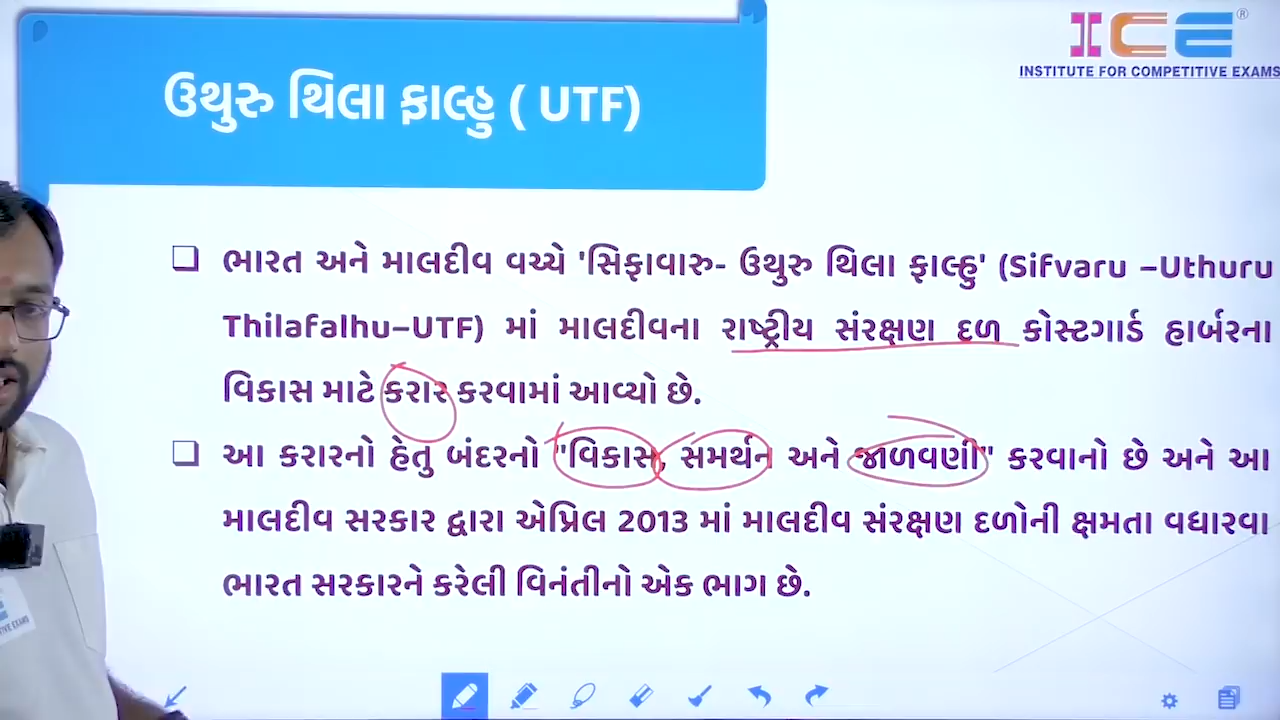 ICE®
INSTITUTE FOR COMPETITIVE EXAMS
ઉથુરુ થિલા ફાલ્હુ ( UTF)
ભારત અને માલદીવ વચ્ચે 'સિફાવારુ- ઉથુરુ થિલા ફાલ્હુ' (Sifvaru –Uthuru
Thilafalhu–UTF) માં માલદીવના રાષ્ટ્રીય સંરક્ષણ દળ કોસ્ટગાર્ડ હાર્બરના
વિકાસ માટે કરાર કરવામાં આવ્યો છે.
આ કરારનો હેતુ બંદરનો "વિકાસ, સમર્થન અને જાળવણી" કરવાનો છે અને આ
માલદીવ સરકાર દ્વારા એપ્રિલ 2013 માં માલદીવ સંરક્ષણ દળોની ક્ષમતા વધારવા
ભારત સરકારને કરેલી વિનંતીનો એક ભાગ છે.